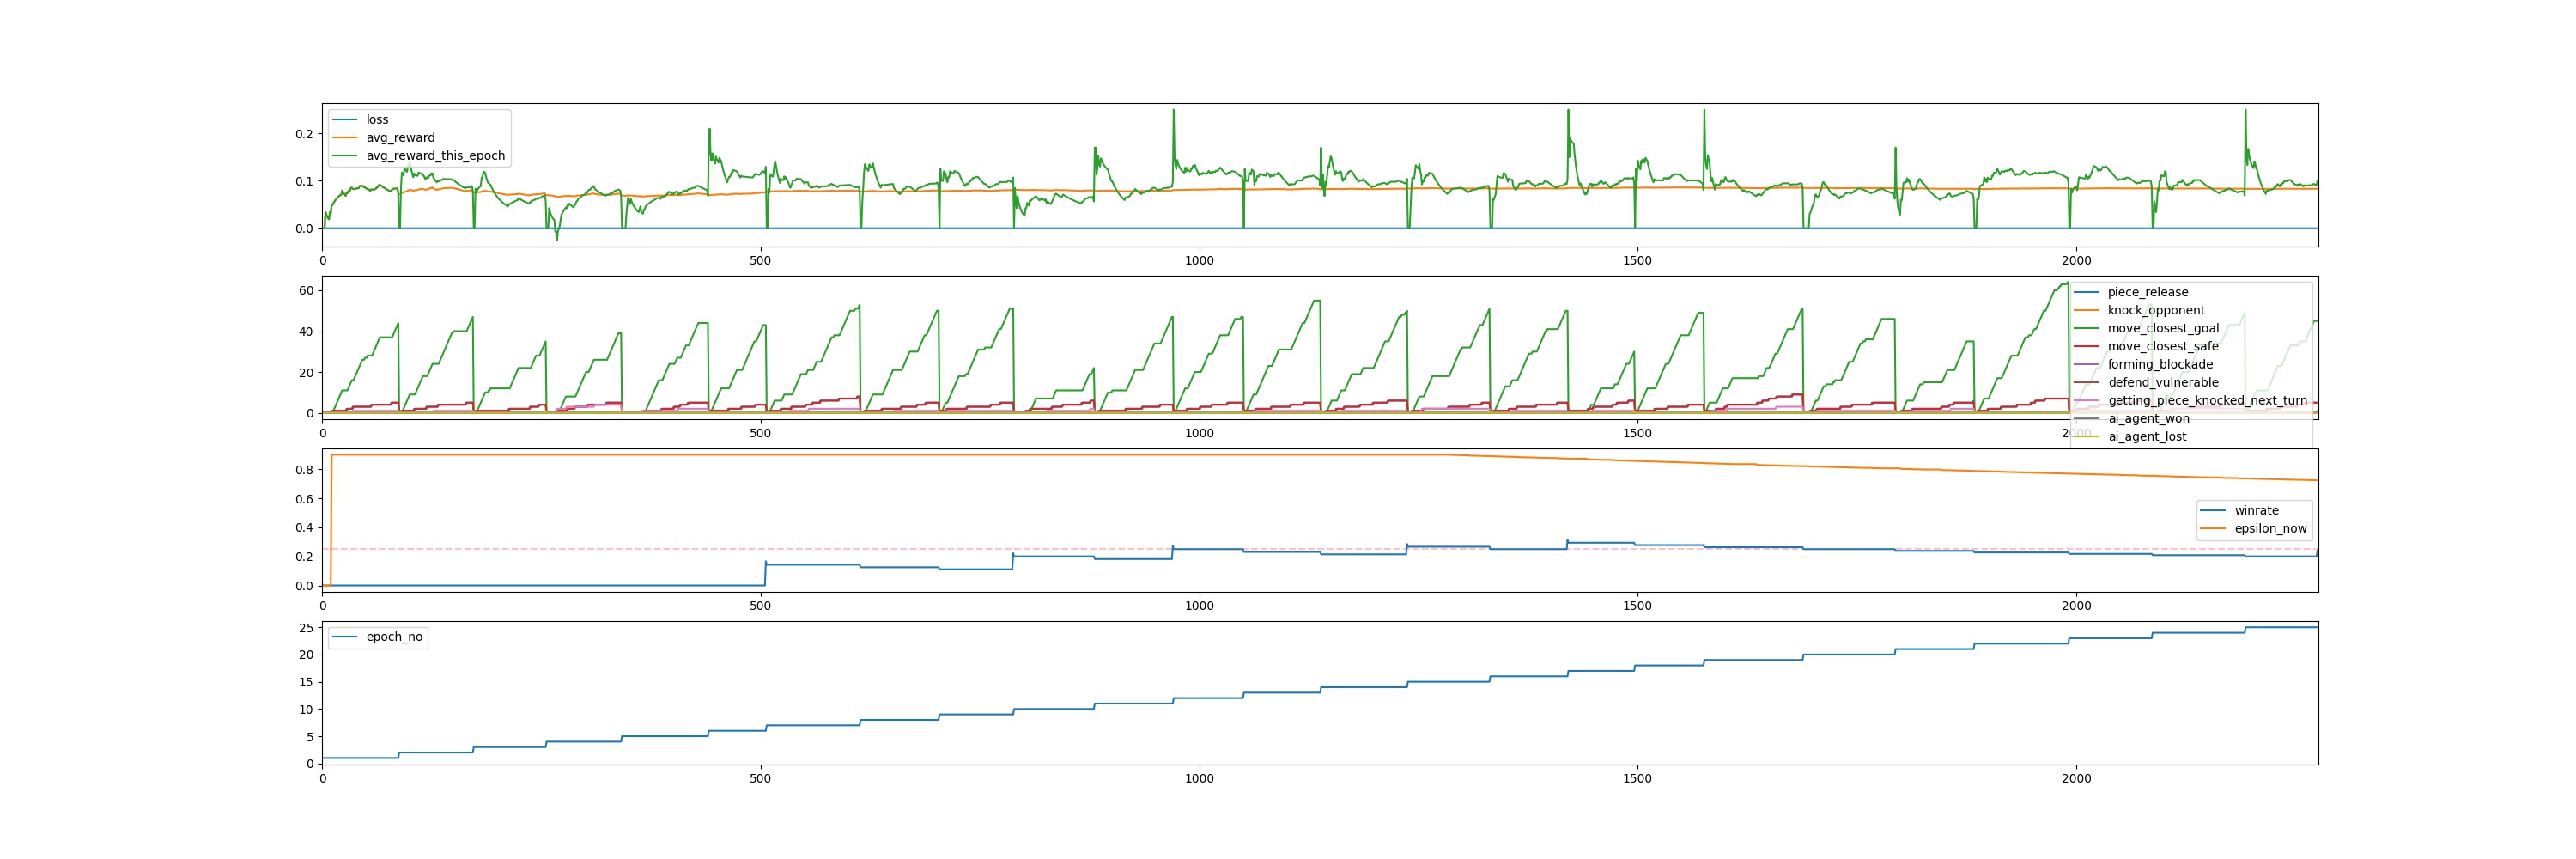 loss
avg_reward
avg_reward_this_epoch
0.2
0.1
0.0
0 500 1000 1500 2000
piece_release
knock_opponent
move_closest_goal
move_closest_safe
forming_blockade
defend_vulnerable
getting_piece_knocked_next_turn
ai_agent_won
ai_agent_lost
60
40
20
0
0 500 1000 1500 2000
winrate
epsilon_now
0.8
0.6
0.4
0.2
0.0
0 500 1000 1500 2000
epoch_no
25
20
15
10
5
0
0 500 1000 1500 2000